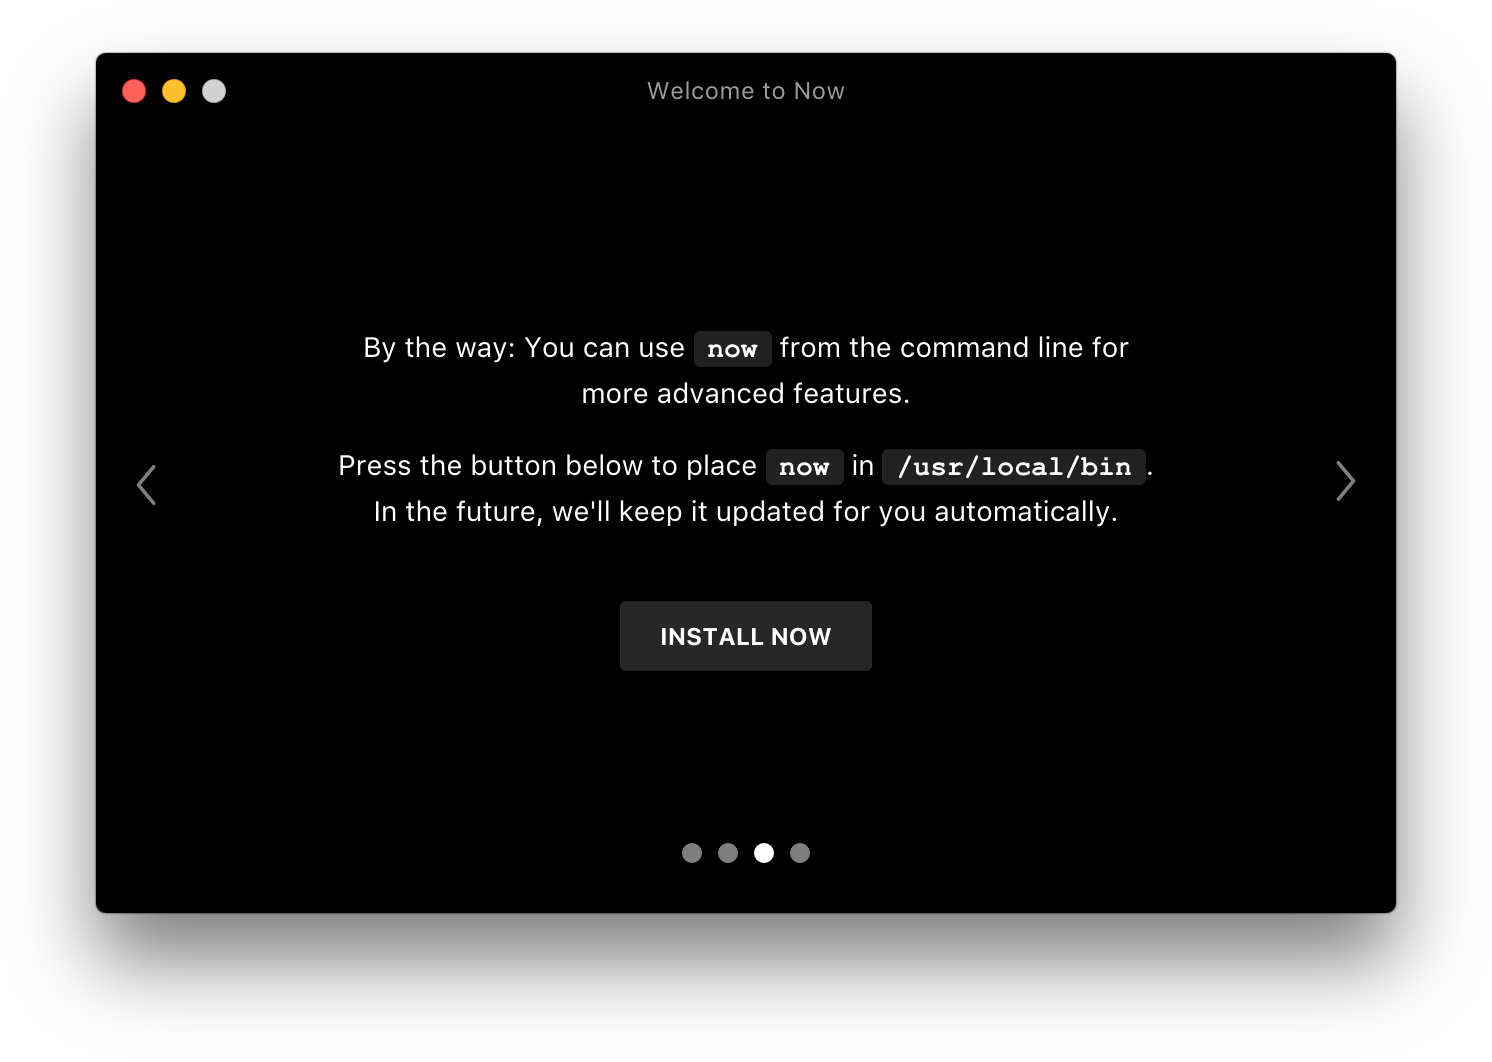 Welcome to Now
By the way: You can use now from the command line for
more advanced features.
Press the button below to place now in /usr/local/bin.
In the future, we'll keep it updated for you automatically.
INSTALL NOW